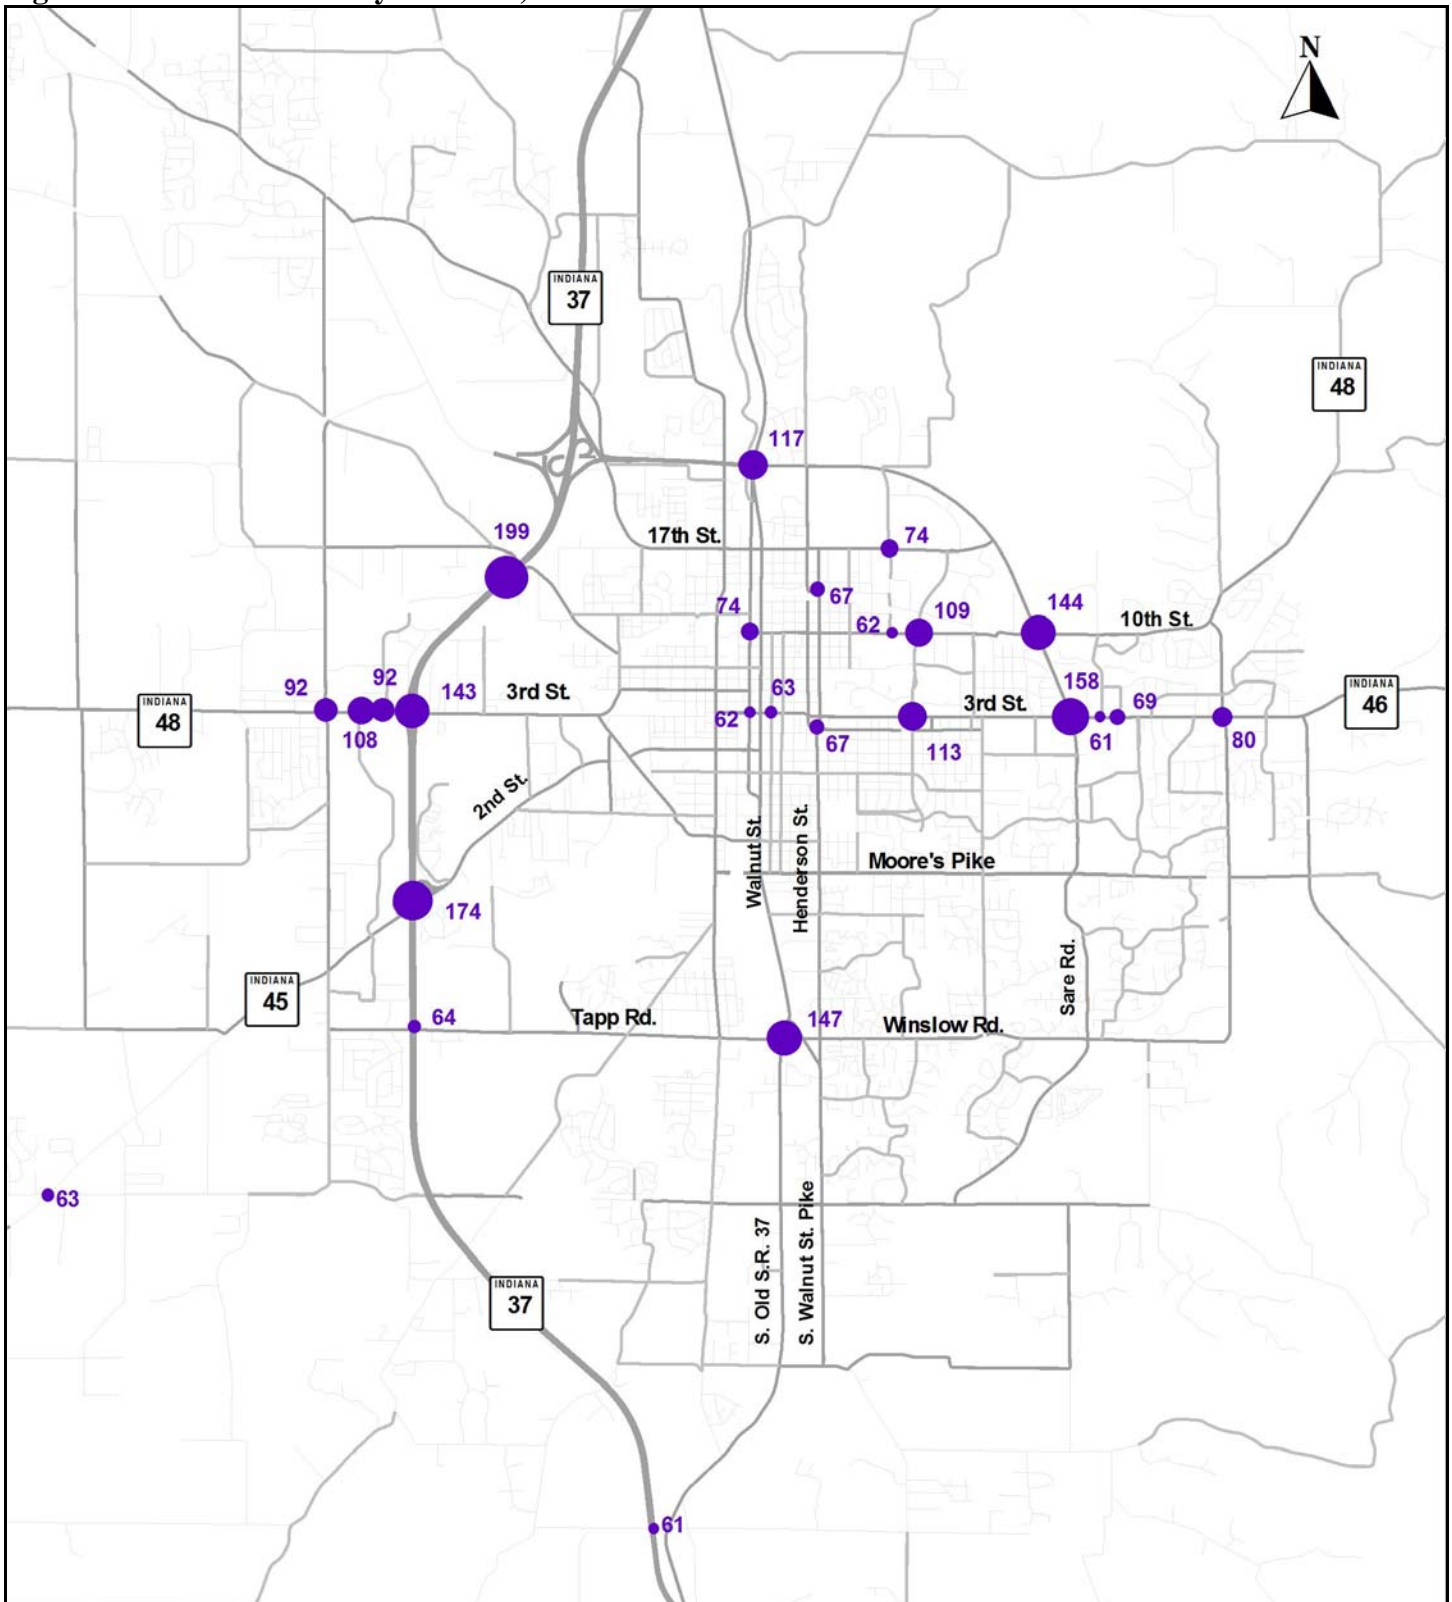 N
INDIANA
37
INDIANA
48
117
199
17th St.
74
67
74
62
109
144
10th St.
92
92
143
3rd St.
63
3rd St.
158
69
INDIANA
46
INDIANA
48
108
62
67
113
61
80
2nd St.
Walnut St.
Henderson St.
Moore's Pike
174
Sare Rd.
INDIANA
45
64
Tapp Rd.
147
Winslow Rd.
63
S. Old S.R. 37
S. Walnut St. Pike
INDIANA
37
61